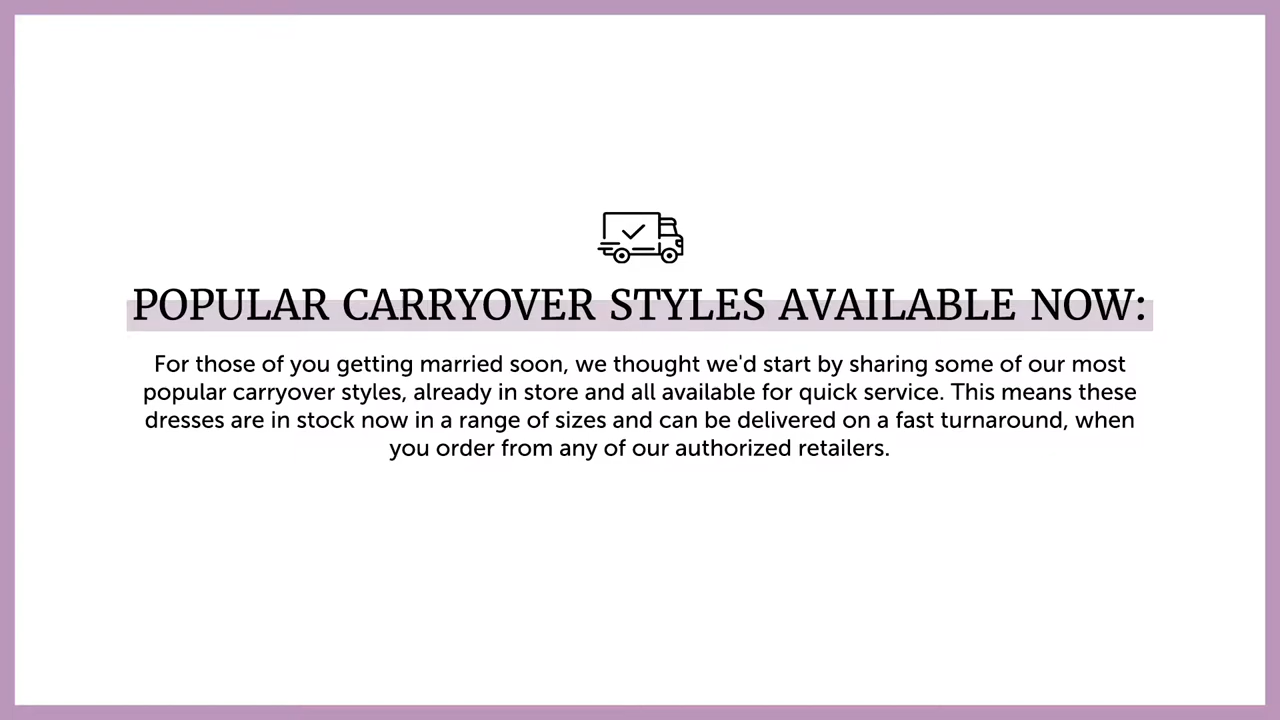 POPULAR CARRYOVER STYLES AVAILABLE NOW:
For those of you getting married soon, we thought we'd start by sharing some of our most
popular carryover styles, already in store and all available for quick service. This means these
dresses are in stock now in a range of sizes and can be delivered on a fast turnaround, when
you order from any of our authorized retailers.